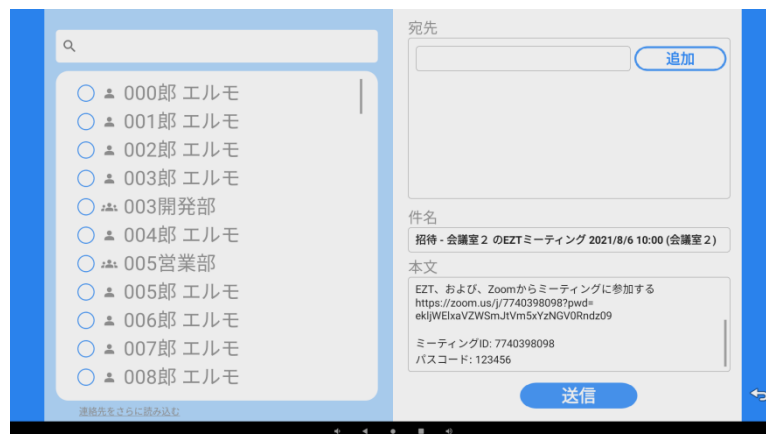 000郎 エルモ
001郎 エルモ
002郎 エルモ
003郎 エルモ
003開発部
004郎 エルモ
005営業部
005郎 エルモ
006郎 エルモ
007郎 エルモ
008郎 エルモ
連絡先をさらに読み込む
宛先
追加
件名
招待 - 会議室２ のEZTミーティング 2021/8/6 10:00 (会議室２)
本文
EZT、および、Zoomからミーティングに参加する
https://zoom.us/j/7740398098?pwd=
ekljWElxaVZWSmJtVm5xYzNGV0Rndz09
ミーティングID: 7740398098
パスコード: 123456
送信